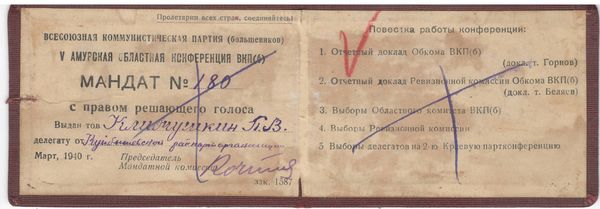 Пролетарии всех стран, соединяйтесь!
ВСЕСОЮЗНАЯ КОММУНИСТИЧЕСКАЯ ПАРТИЯ (большевиков)
V АМУРСКАЯ ОБЛАСТНАЯ КОНФЕРЕНЦИЯ ВКП(б)
МАНДАТ № 180
с правом решающего голоса
Выдан тов П.В.
делегату от Куйбышевской
Март, 1940 г. Председатель
Мандатной комиссии
зак. 1587
Повестка работы конференции:
1. Отчетный доклад Обкома ВКП(б)
(докл. т. Горнов)
2. Отчетный доклад Ревизионной комиссии Обкома ВКП(б)
(докл. т. Беляев)
3. Выборы Областного комитета ВКП(б)
4. Выборы Ревизионной комиссии
5 Выборы делегатов на 2-ю Краевую партконференцию